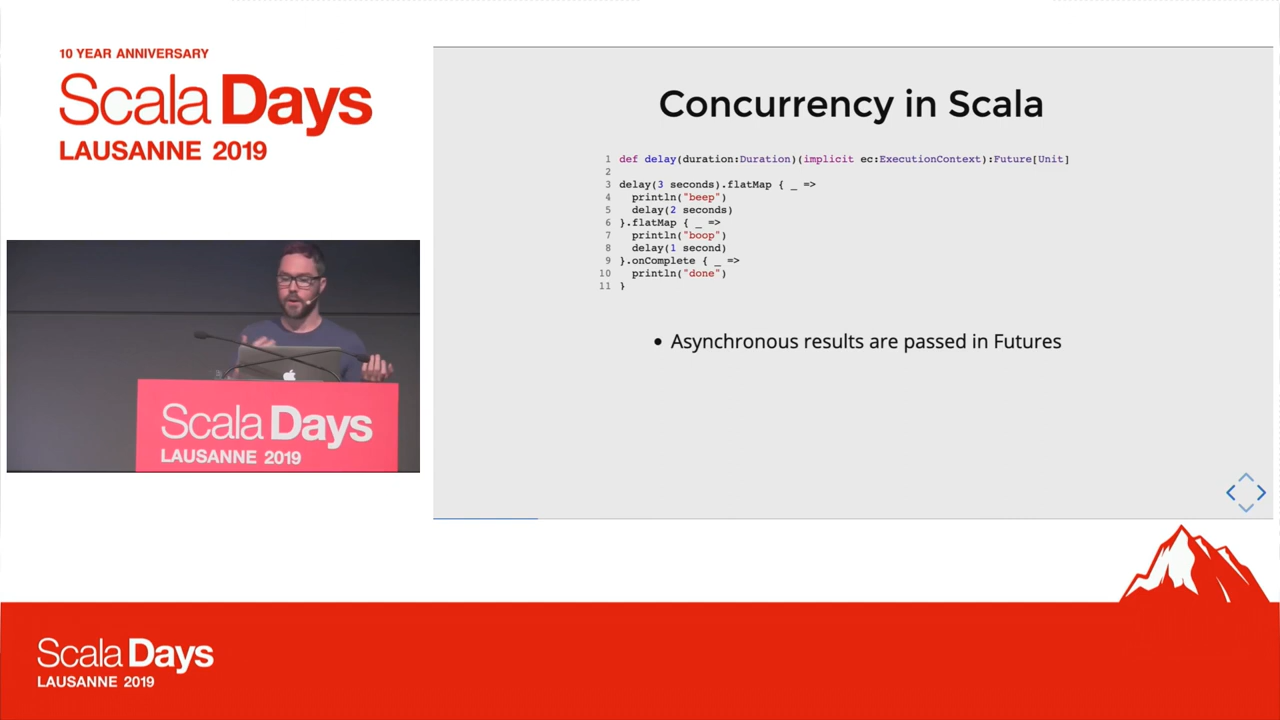 10 YEAR ANNIVERSARY
Scala Days
LAUSANNE 2019
Concurrency in Scala
1 def delay(duration:Duration)(implicit ec:ExecutionContext):Future[Unit]
2
3 delay(3 seconds).flatMap { _ =>
4   println("beep")
5   delay(2 seconds)
6 }.flatMap { _ =>
7   println("boop")
8   delay(1 second)
9 }.onComplete { _ =>
10   println("done")
11 }
• Asynchronous results are passed in Futures
Scala Days
LAUSANNE 2019
Scala Days
LAUSANNE 2019